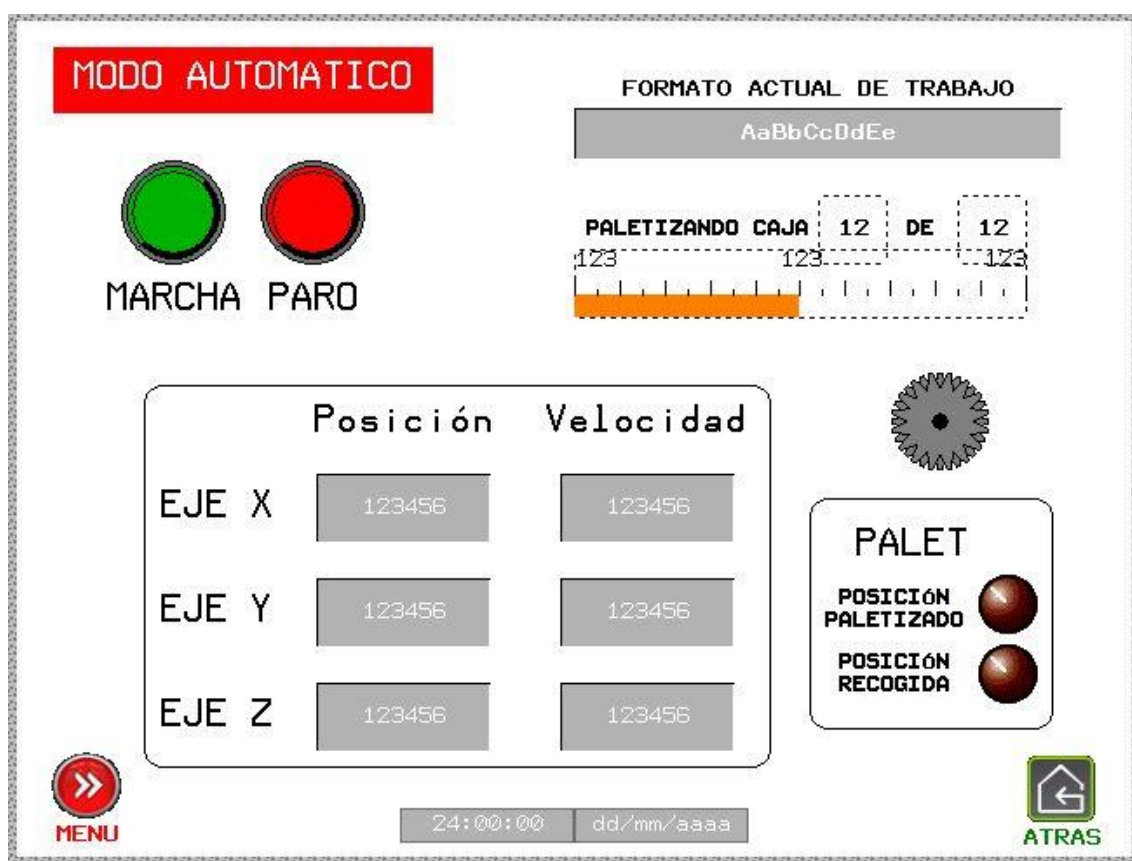 MODO AUTOMATICO
FORMATO ACTUAL DE TRABAJO
AaBbCcDdEe
PALETIZANDO CAJA 12 DE 12
123 123 123
MARCHA PARO
Posición Velocidad
EJE X 123456 123456
EJE Y 123456 123456
EJE Z 123456 123456
PALET
POSICIóN
PALETIZADO
POSICIóN
RECOGIDA
MENU
24:00:00 dd/mm/aaaa
ATRAS